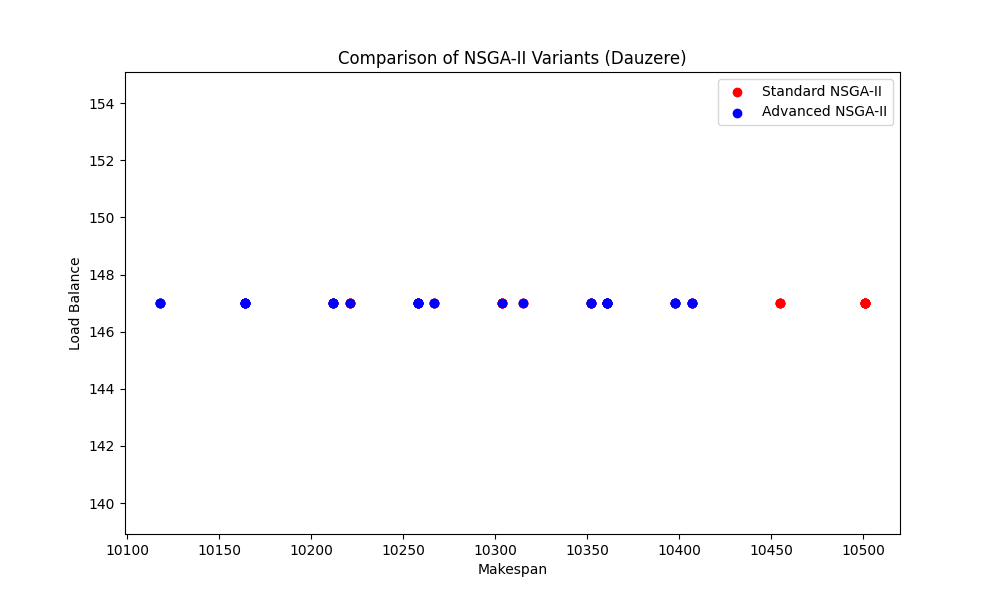 Comparison of NSGA-II Variants (Dauzere)
Standard NSGA-II
Advanced NSGA-II
154
152
150
148
146
144
142
140
Load Balance
10100 10150 10200 10250 10300 10350 10400 10450 10500
Makespan